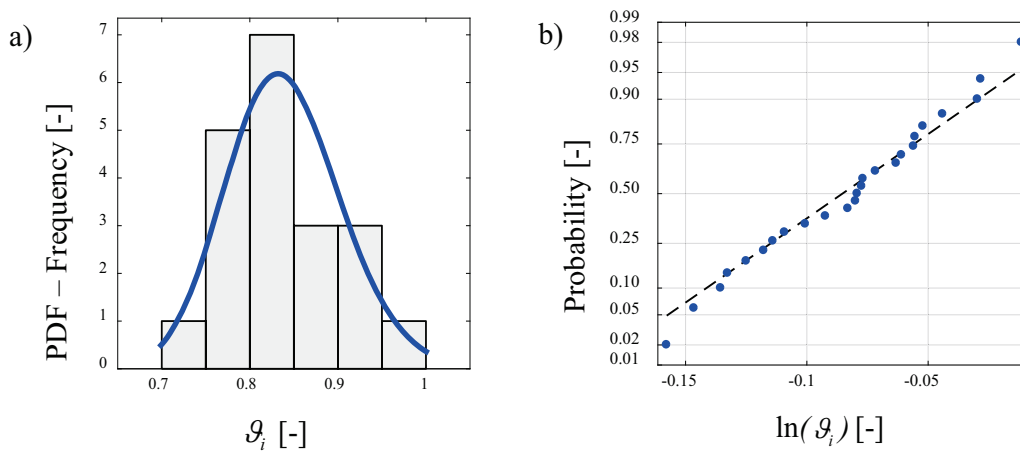 a)
PDF – Frequency [-]
7
6
5
4
3
2
1
0
0.7 0.8 0.9 1
ϑi [-]
b)
Probability [-]
0.99
0.98
0.95
0.90
0.75
0.50
0.25
0.10
0.05
0.02
0.01
-0.15 -0.1 -0.05
ln(ϑi) [-]